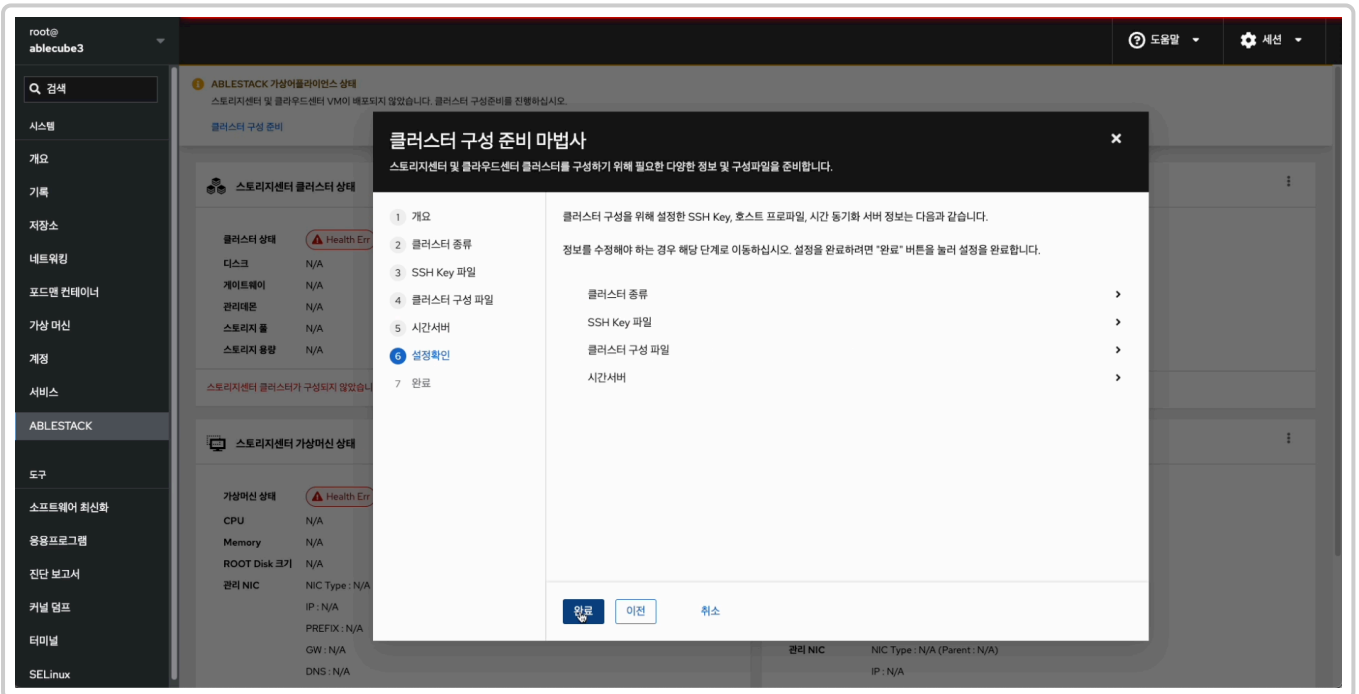 root@
ablecube3
도움말
세션
검색
시스템
개요
기록
저장소
네트워킹
포드맨 컨테이너
가상 머신
계정
서비스
ABLESTACK
도구
소프트웨어 최신화
응용프로그램
진단 보고서
커널 덤프
터미널
SELinux
ABLESTACK 가상어플라이언스 상태
스토리지센터 및 클라우드센터 VM이 배포되지 않았습니다. 클러스터 구성준비를 진행하십시오.
클러스터 구성 준비
스토리지센터 클러스터 상태
클러스터 상태 Health Err
디스크 N/A
게이트웨이 N/A
관리데몬 N/A
스토리지 풀 N/A
스토리지 용량 N/A
스토리지센터 클러스터가 구성되지 않았습니
스토리지센터 가상머신 상태
가상머신 상태 Health Err
CPU N/A
Memory N/A
ROOT Disk 크기 N/A
관리 NIC NIC Type : N/A
IP : N/A
PREFIX : N/A
GW : N/A
DNS : N/A
관리 NIC NIC Type : N/A (Parent : N/A)
IP : N/A
클러스터 구성 준비 마법사
스토리지센터 및 클라우드센터 클러스터를 구성하기 위해 필요한 다양한 정보 및 구성파일을 준비합니다.
1 개요
2 클러스터 종류
3 SSH Key 파일
4 클러스터 구성 파일
5 시간서버
6 설정확인
7 완료
클러스터 구성을 위해 설정한 SSH Key, 호스트 프로파일, 시간 동기화 서버 정보는 다음과 같습니다.
정보를 수정해야 하는 경우 해당 단계로 이동하십시오. 설정을 완료하려면 "완료" 버튼을 눌러 설정을 완료합니다.
클러스터 종류
SSH Key 파일
클러스터 구성 파일
시간서버
완료 이전 취소